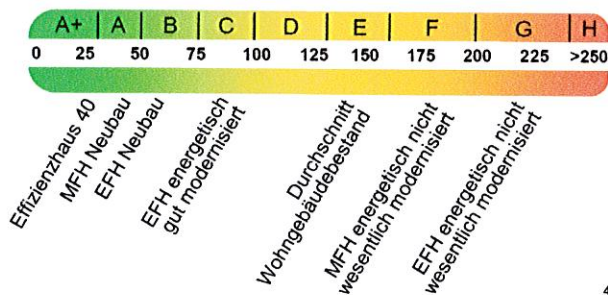 A+ A B C D E F G H
0 25 50 75 100 125 150 175 200 225 >250
Effizienzhaus 40
MFH Neubau
EFH Neubau
EFH energetisch
gut modernisiert
Durchschnitt
Wohngebäudebestand
MFH energetisch nicht
wesentlich modernisiert
EFH energetisch nicht
wesentlich modernisiert